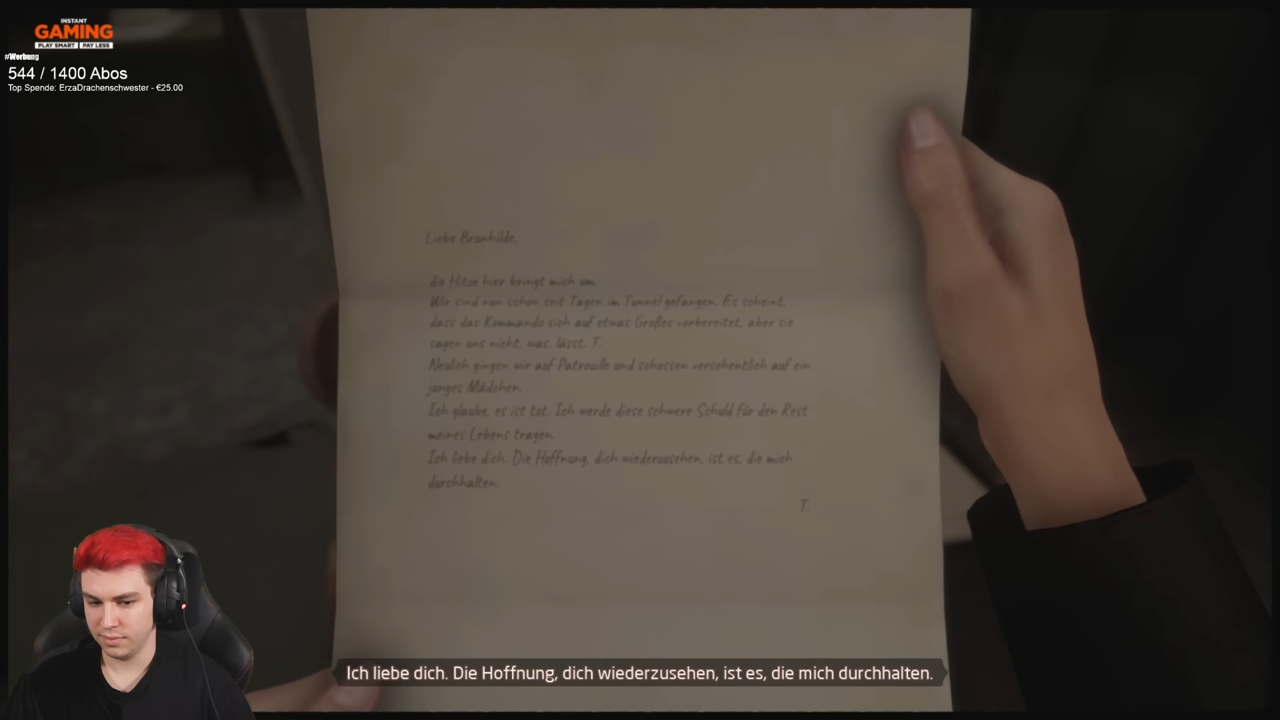 INSTANT
GAMING
PLAY SMART | PAY LESS
#Werbung
544 / 1400 Abos
Top Spende: ErzaDrachenschwester - €25.00
Liebe Brunhilde,
die Hitze hier bringt mich um.
Wir sind nun schon seit Tagen im Tunnel gefangen. Es scheint,
dass das Kommando sich auf etwas Großes vorbereitet, aber sie
sagen uns nicht, was. lässt. T.
Neulich gingen wir auf Patrouille und schossen versehentlich auf ein
junges Mädchen.
Ich glaube, es ist tot. Ich werde diese schwere Schuld für den Rest
meines Lebens tragen.
Ich liebe dich. Die Hoffnung, dich wiederzusehen, ist es, die mich
durchhalten.
T.
Ich liebe dich. Die Hoffnung, dich wiederzusehen, ist es, die mich durchhalten.